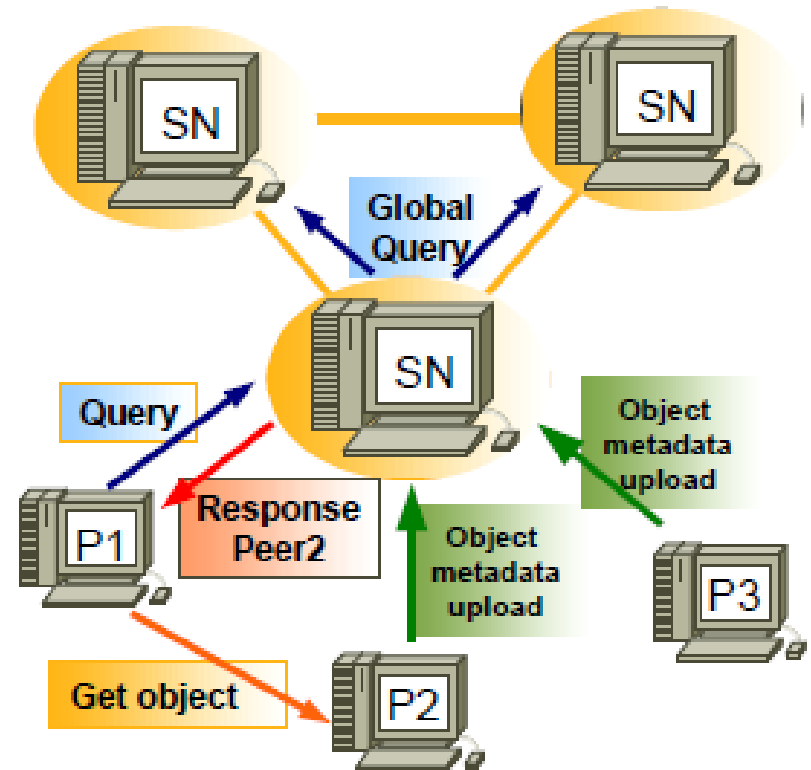 SN
SN
Global
Query
SN
Query
Object
metadata
upload
Response
Peer2
P1
Object
metadata
upload
P3
Get object
P2